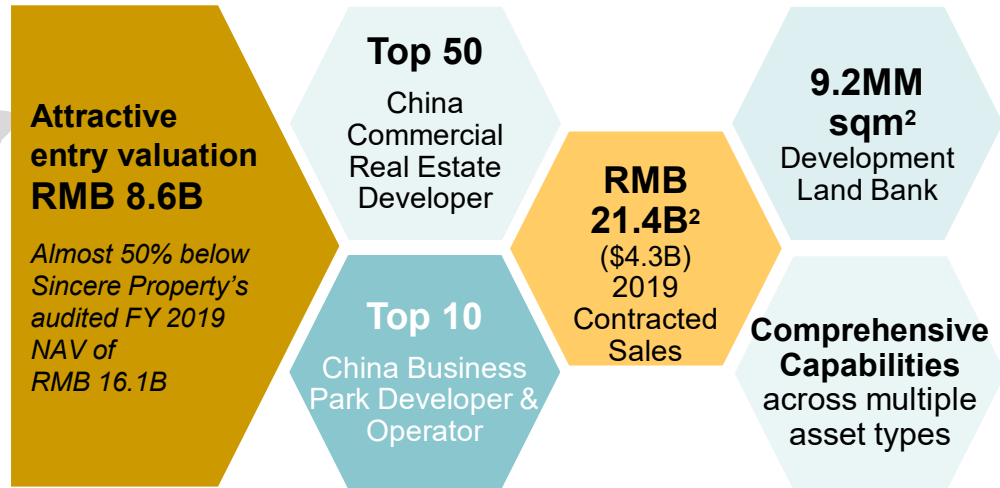 Attractive
entry valuation
RMB 8.6B
Almost 50% below
Sincere Property’s
audited FY 2019
NAV of
RMB 16.1B
Top 50
China
Commercial
Real Estate
Developer
Top 10
China Business
Park Developer &
Operator
RMB
21.4B²
($4.3B)
2019
Contracted
Sales
9.2MM
sqm²
Development
Land Bank
Comprehensive
Capabilities
across multiple
asset types